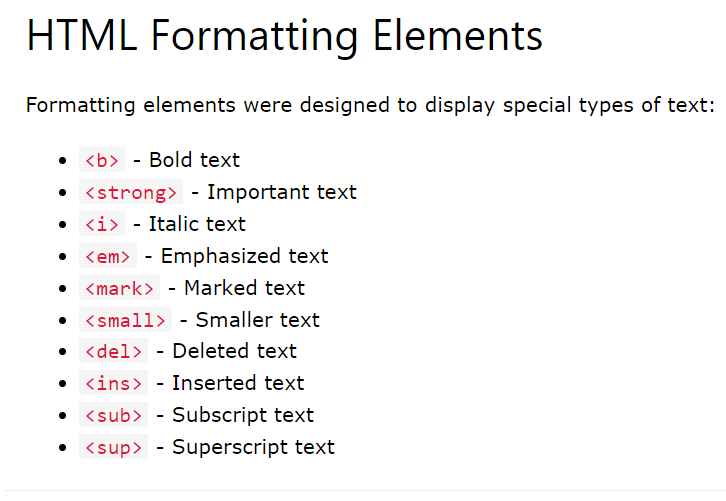 HTML Formatting Elements
Formatting elements were designed to display special types of text:
• <b> - Bold text
• <strong> - Important text
• <i> - Italic text
• <em> - Emphasized text
• <mark> - Marked text
• <small> - Smaller text
• <del> - Deleted text
• <ins> - Inserted text
• <sub> - Subscript text
• <sup> - Superscript text